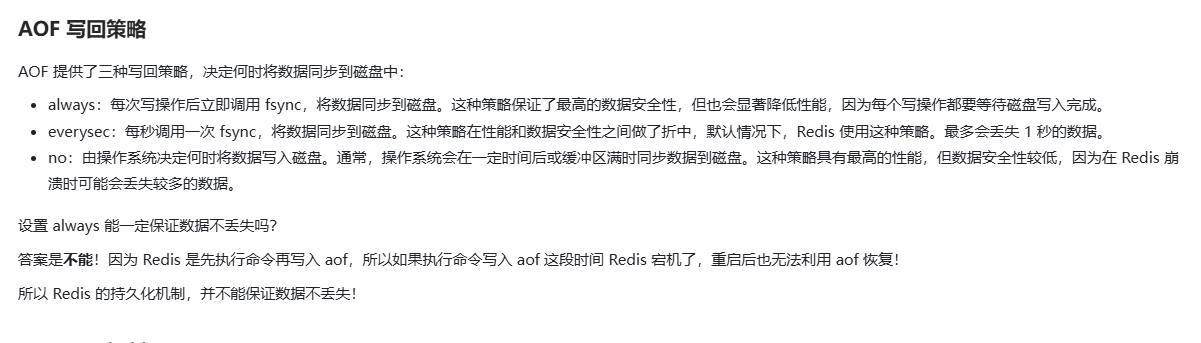 AOF 写回策略
AOF 提供了三种写回策略，决定何时将数据同步到磁盘中：
always：每次写操作后立即调用 fsync，将数据同步到磁盘。这种策略保证了最高的数据安全性，但也会显著降低性能，因为每个写操作都要等待磁盘写入完成。
everysec：每秒调用一次 fsync，将数据同步到磁盘。这种策略在性能和数据安全性之间做了折中，默认情况下，Redis 使用这种策略。最多会丢失 1 秒的数据。
no：由操作系统决定何时将数据写入磁盘。通常，操作系统会在一定时间后或缓冲区满时同步数据到磁盘。这种策略具有最高的性能，但数据安全性较低，因为在 Redis 崩
溃时可能会丢失较多的数据。
设置 always 能一定保证数据不丢失吗？
答案是不能！因为 Redis 是先执行命令再写入 aof，所以如果执行命令写入 aof 这段时间 Redis 宕机了，重启后也无法利用 aof 恢复！
所以 Redis 的持久化机制，并不能保证数据不丢失！